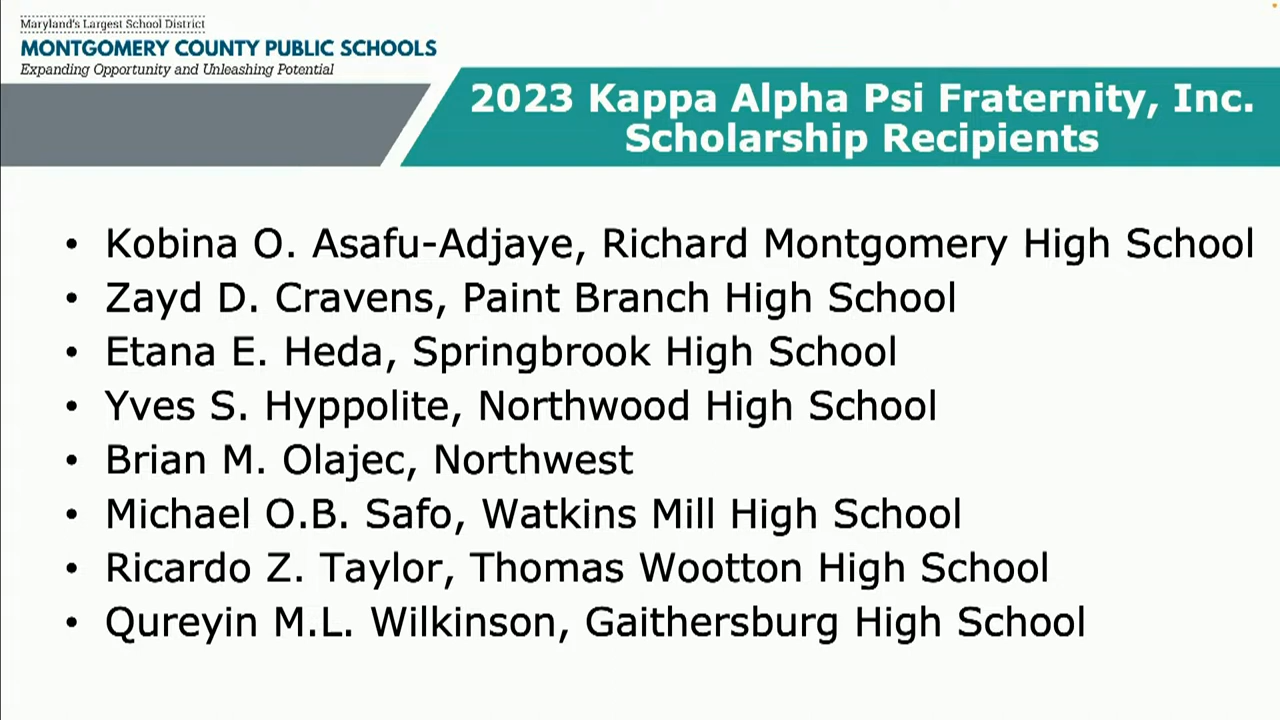 Maryland's Largest School District
MONTGOMERY COUNTY PUBLIC SCHOOLS
Expanding Opportunity and Unleashing Potential
2023 Kappa Alpha Psi Fraternity, Inc.
Scholarship Recipients
• Kobina O. Asafu-Adjaye, Richard Montgomery High School
• Zayd D. Cravens, Paint Branch High School
• Etana E. Heda, Springbrook High School
• Yves S. Hyppolite, Northwood High School
• Brian M. Olajec, Northwest
• Michael O.B. Safo, Watkins Mill High School
• Ricardo Z. Taylor, Thomas Wootton High School
• Qureyin M.L. Wilkinson, Gaithersburg High School